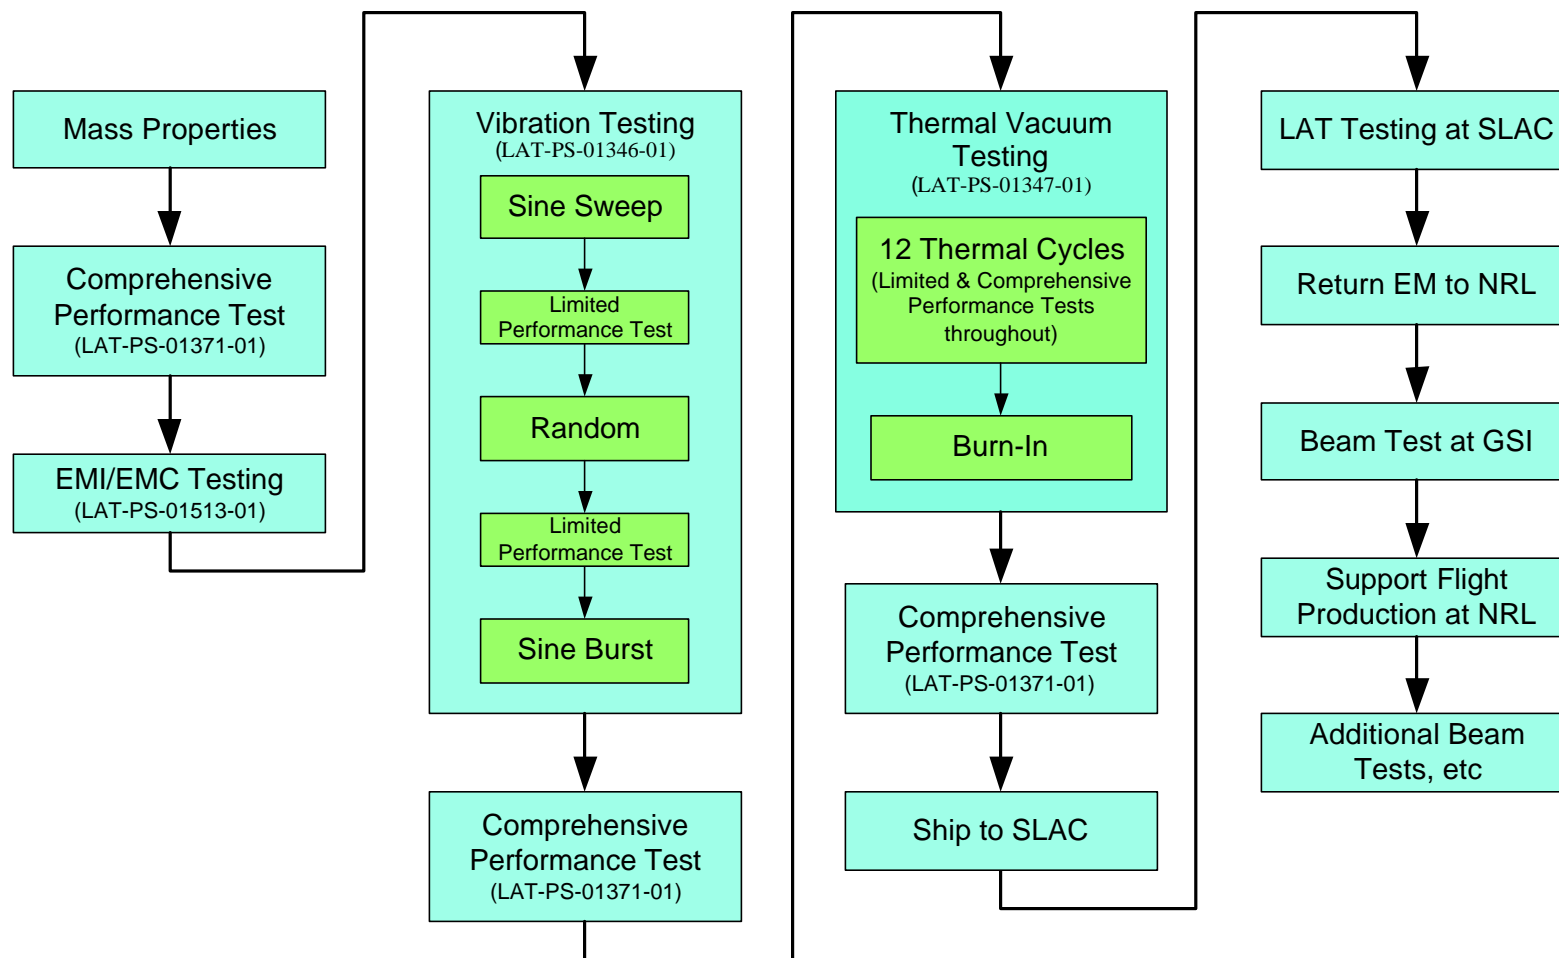 Mass Properties
Comprehensive
Performance Test
(LAT-PS-01371-01)
EMI/EMC Testing
(LAT-PS-01513-01)
Vibration Testing
(LAT-PS-01346-01)
Sine Sweep
Limited
Performance Test
Random
Limited
Performance Test
Sine Burst
Comprehensive
Performance Test
(LAT-PS-01371-01)
Thermal Vacuum
Testing
(LAT-PS-01347-01)
12 Thermal Cycles
(Limited & Comprehensive
Performance Tests
throughout)
Burn-In
Comprehensive
Performance Test
(LAT-PS-01371-01)
Ship to SLAC
LAT Testing at SLAC
Return EM to NRL
Beam Test at GSI
Support Flight
Production at NRL
Additional Beam
Tests, etc